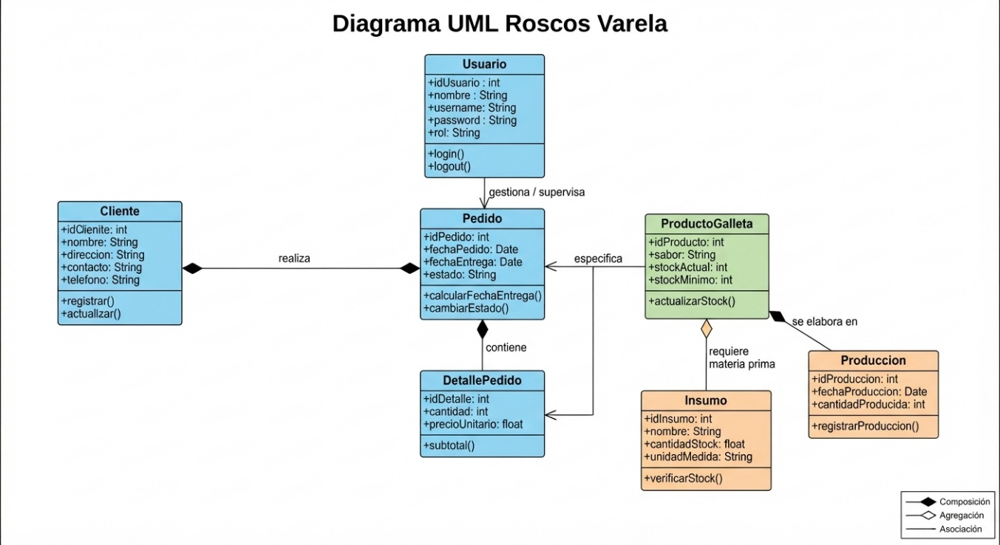 Diagrama UML Roscos Varela
Usuario
+idUsuario : int
+nombre : String
+username: String
+password : String
+rol: String
+login()
+logout()
gestiona / supervisa
Cliente
+idClienite: int
+nombre: String
+direccion: String
+contacto: String
+telefono: String
+registrar()
+actuallzar()
realiza
Pedido
+idPedido: int
+fechaPedido: Date
+fechaEntrega: Date
+estado: String
+calcularFechaEntrega()
+cambiarEstado()
especifica
ProductoGalleta
+idProducto: int
+sabor: String
+stockActual: int
+stockMinimo: int
+actualizarStock()
contiene
DetallePedido
+idDetalle: int
+cantidad: int
+precioUnitario: float
+subtotal()
requiere
materia prima
se elabora en
Insumo
+idInsumo: int
+nombre: String
+cantidadStock: float
+unidadMedida: String
+verificarStock()
Produccion
+idProduccion: int
+fechaProduccion: Date
+cantidadProducida: int
+registrarProduccion()
Composición
Agregación
Asociación